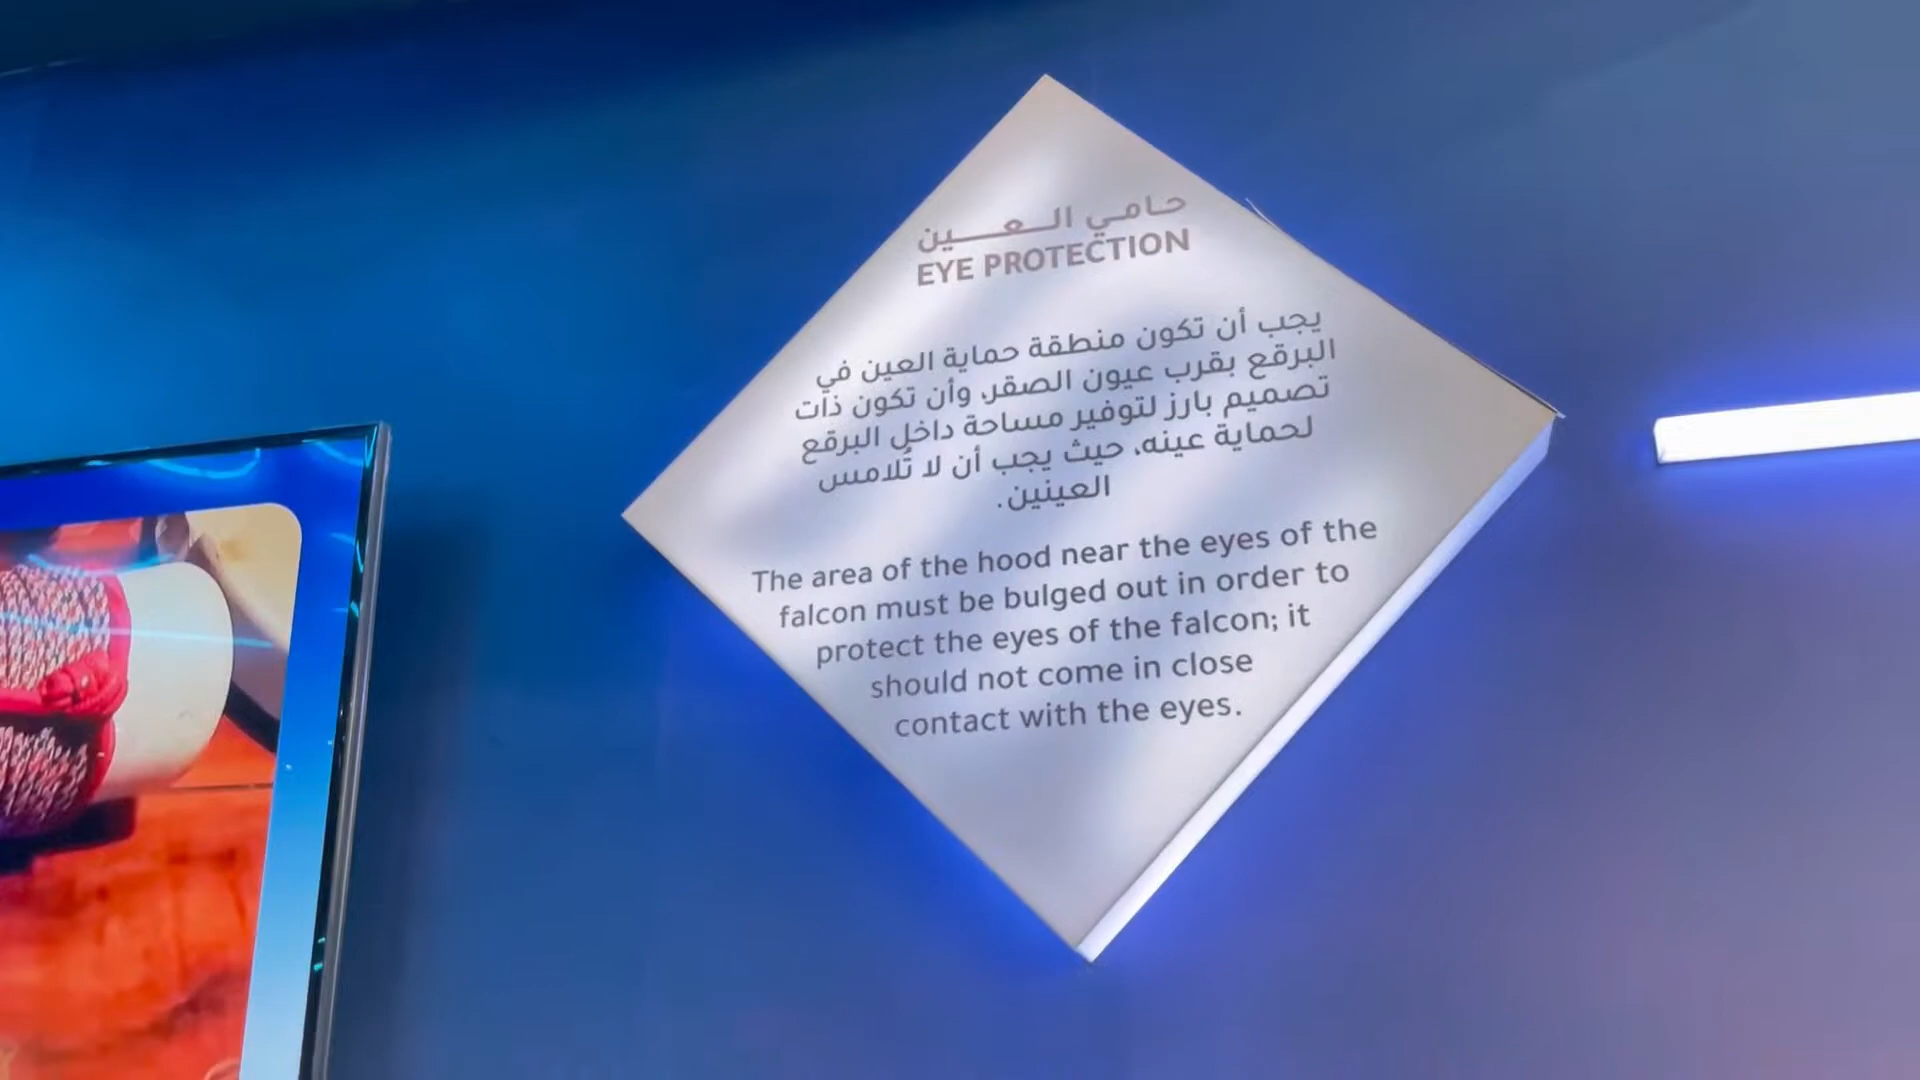 حامي العين
EYE PROTECTION
يجب أن تكون منطقة حماية العين في
البرقع بقرب عيون الصقر، وأن تكون ذات
تصميم بارز لتوفير مساحة داخل البرقع
لحماية عينه، حيث يجب أن لا تُلامس
العينين.
The area of the hood near the eyes of the
falcon must be bulged out in order to
protect the eyes of the falcon; it
should not come in close
contact with the eyes.